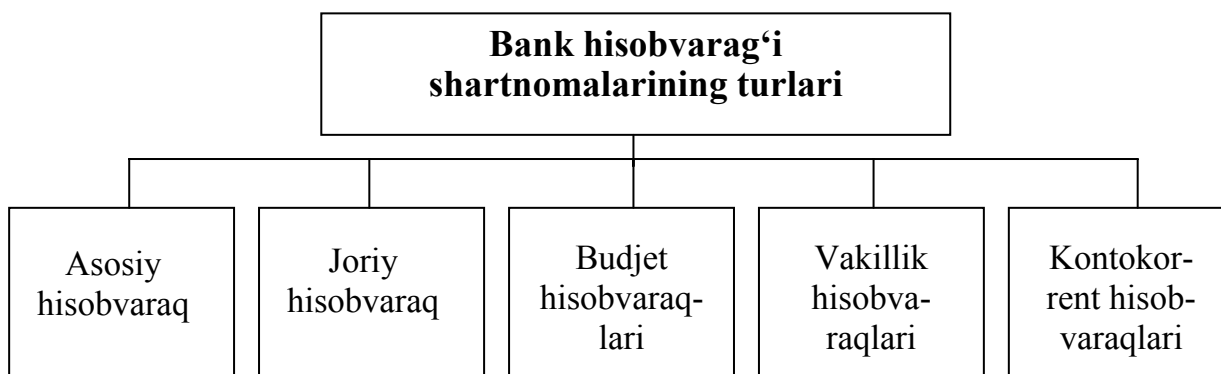 Bank hisobvarag‘i
shartnomalarining turlari
Asosiy
hisobvaraq
Joriy
hisobvaraq
Budjet
hisobvaraq-
lari
Vakillik
hisobva-
raqlari
Kontokor-
rent hisob-
varaqlari